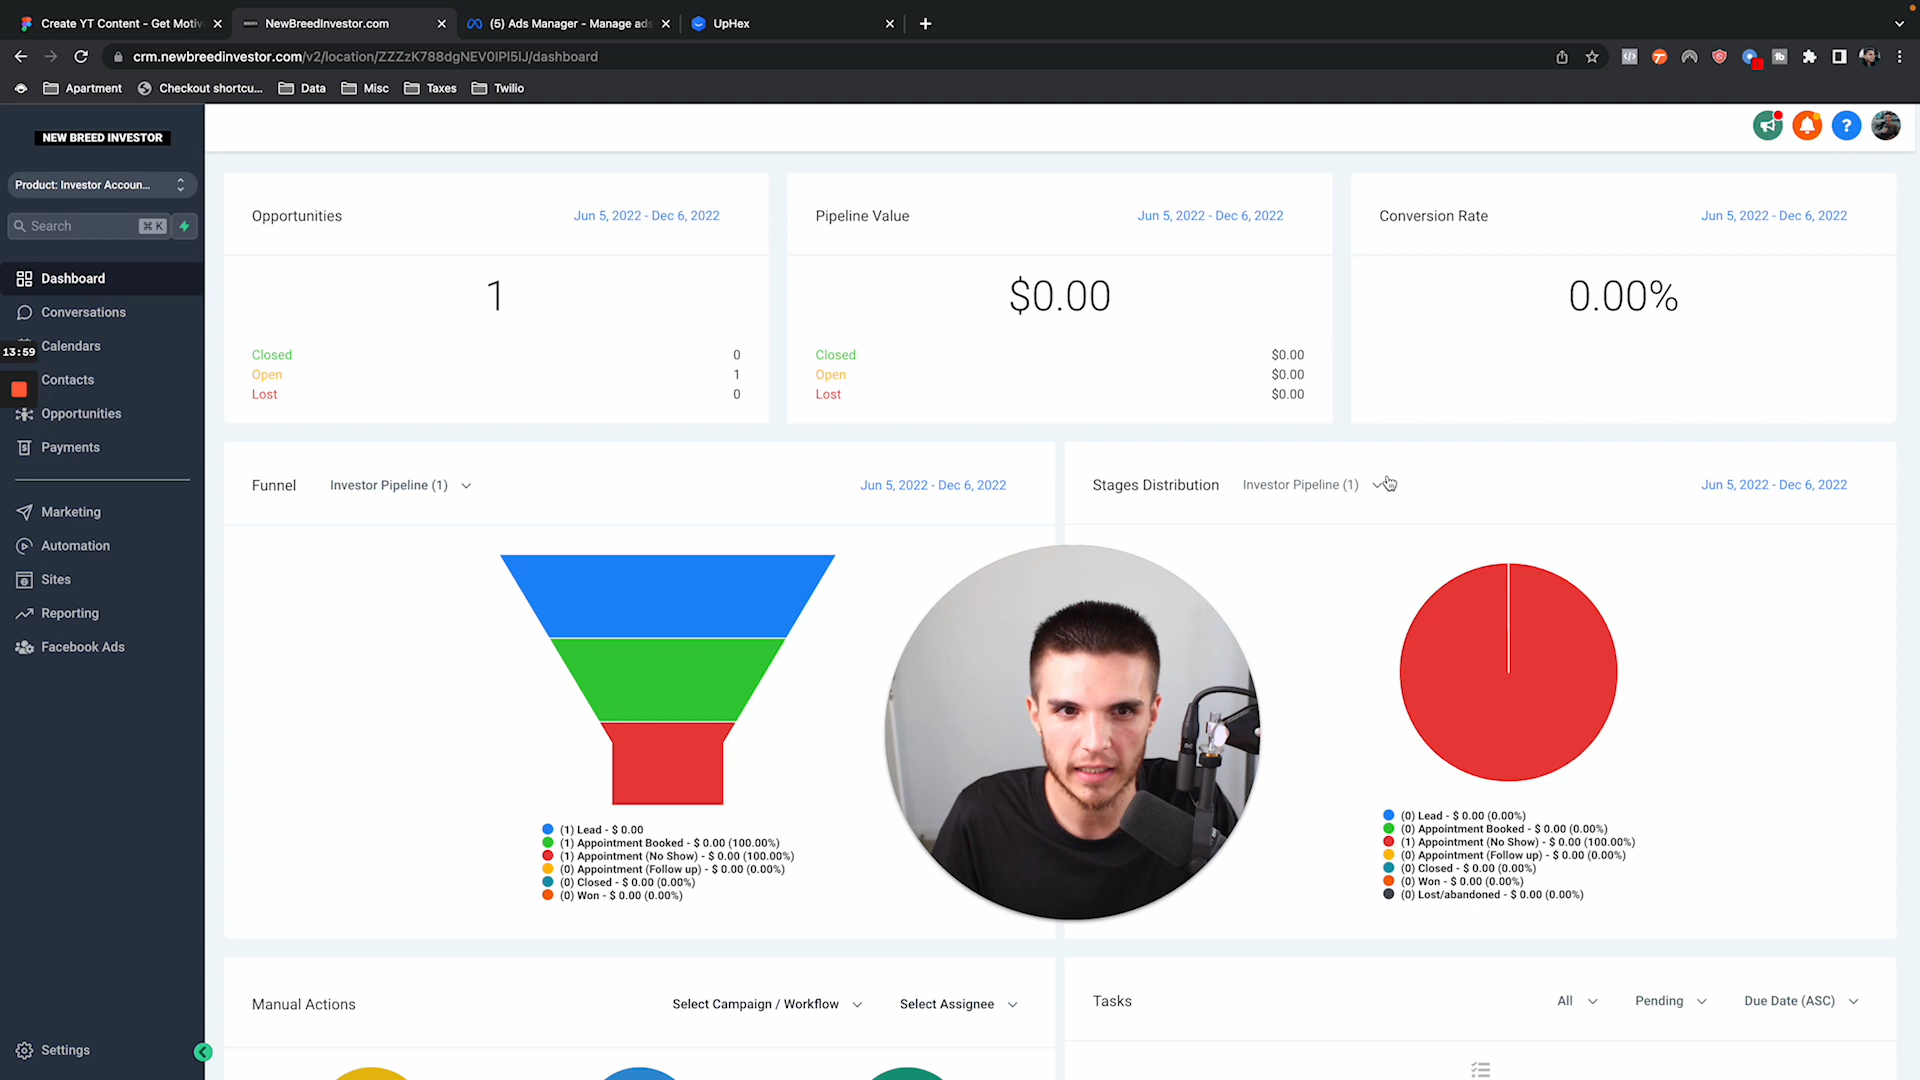 Create YT Content - Get Motiv
NewBreedInvestor.com
(5) Ads Manager - Manage ads
UpHex
crm.newbreedinvestor.com/v2/location/ZZZzK788dgNEV0IPl5IJ/dashboard
Apartment
Checkout shortcu...
Data
Misc
Taxes
Twilio
NEW BREED INVESTOR
Product: Investor Accoun...
Search
⌘ K
Dashboard
Conversations
Calendars
13:59
Contacts
Opportunities
Payments
Marketing
Automation
Sites
Reporting
Facebook Ads
Settings
Opportunities
Jun 5, 2022 - Dec 6, 2022
1
Closed 0
Open 1
Lost 0
Pipeline Value
Jun 5, 2022 - Dec 6, 2022
$0.00
Closed $0.00
Open $0.00
Lost $0.00
Conversion Rate
Jun 5, 2022 - Dec 6, 2022
0.00%
Funnel
Investor Pipeline (1)
Jun 5, 2022 - Dec 6, 2022
(1) Lead - $ 0.00
(1) Appointment Booked - $ 0.00 (100.00%)
(1) Appointment (No Show) - $ 0.00 (100.00%)
(0) Appointment (Follow up) - $ 0.00 (0.00%)
(0) Closed - $ 0.00 (0.00%)
(0) Won - $ 0.00 (0.00%)
Stages Distribution
Investor Pipeline (1)
Jun 5, 2022 - Dec 6, 2022
(0) Lead - $ 0.00 (0.00%)
(0) Appointment Booked - $ 0.00 (0.00%)
(1) Appointment (No Show) - $ 0.00 (100.00%)
(0) Appointment (Follow up) - $ 0.00 (0.00%)
(0) Closed - $ 0.00 (0.00%)
(0) Won - $ 0.00 (0.00%)
(0) Lost/abandoned - $ 0.00 (0.00%)
Manual Actions
Select Campaign / Workflow
Select Assignee
Tasks
All
Pending
Due Date (ASC)